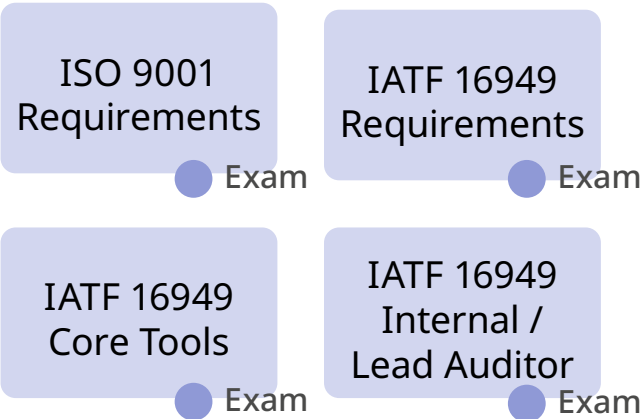 ISO 9001
Requirements
Exam
IATF 16949
Requirements
Exam
IATF 16949
Core Tools
Exam
IATF 16949
Internal /
Lead Auditor
Exam